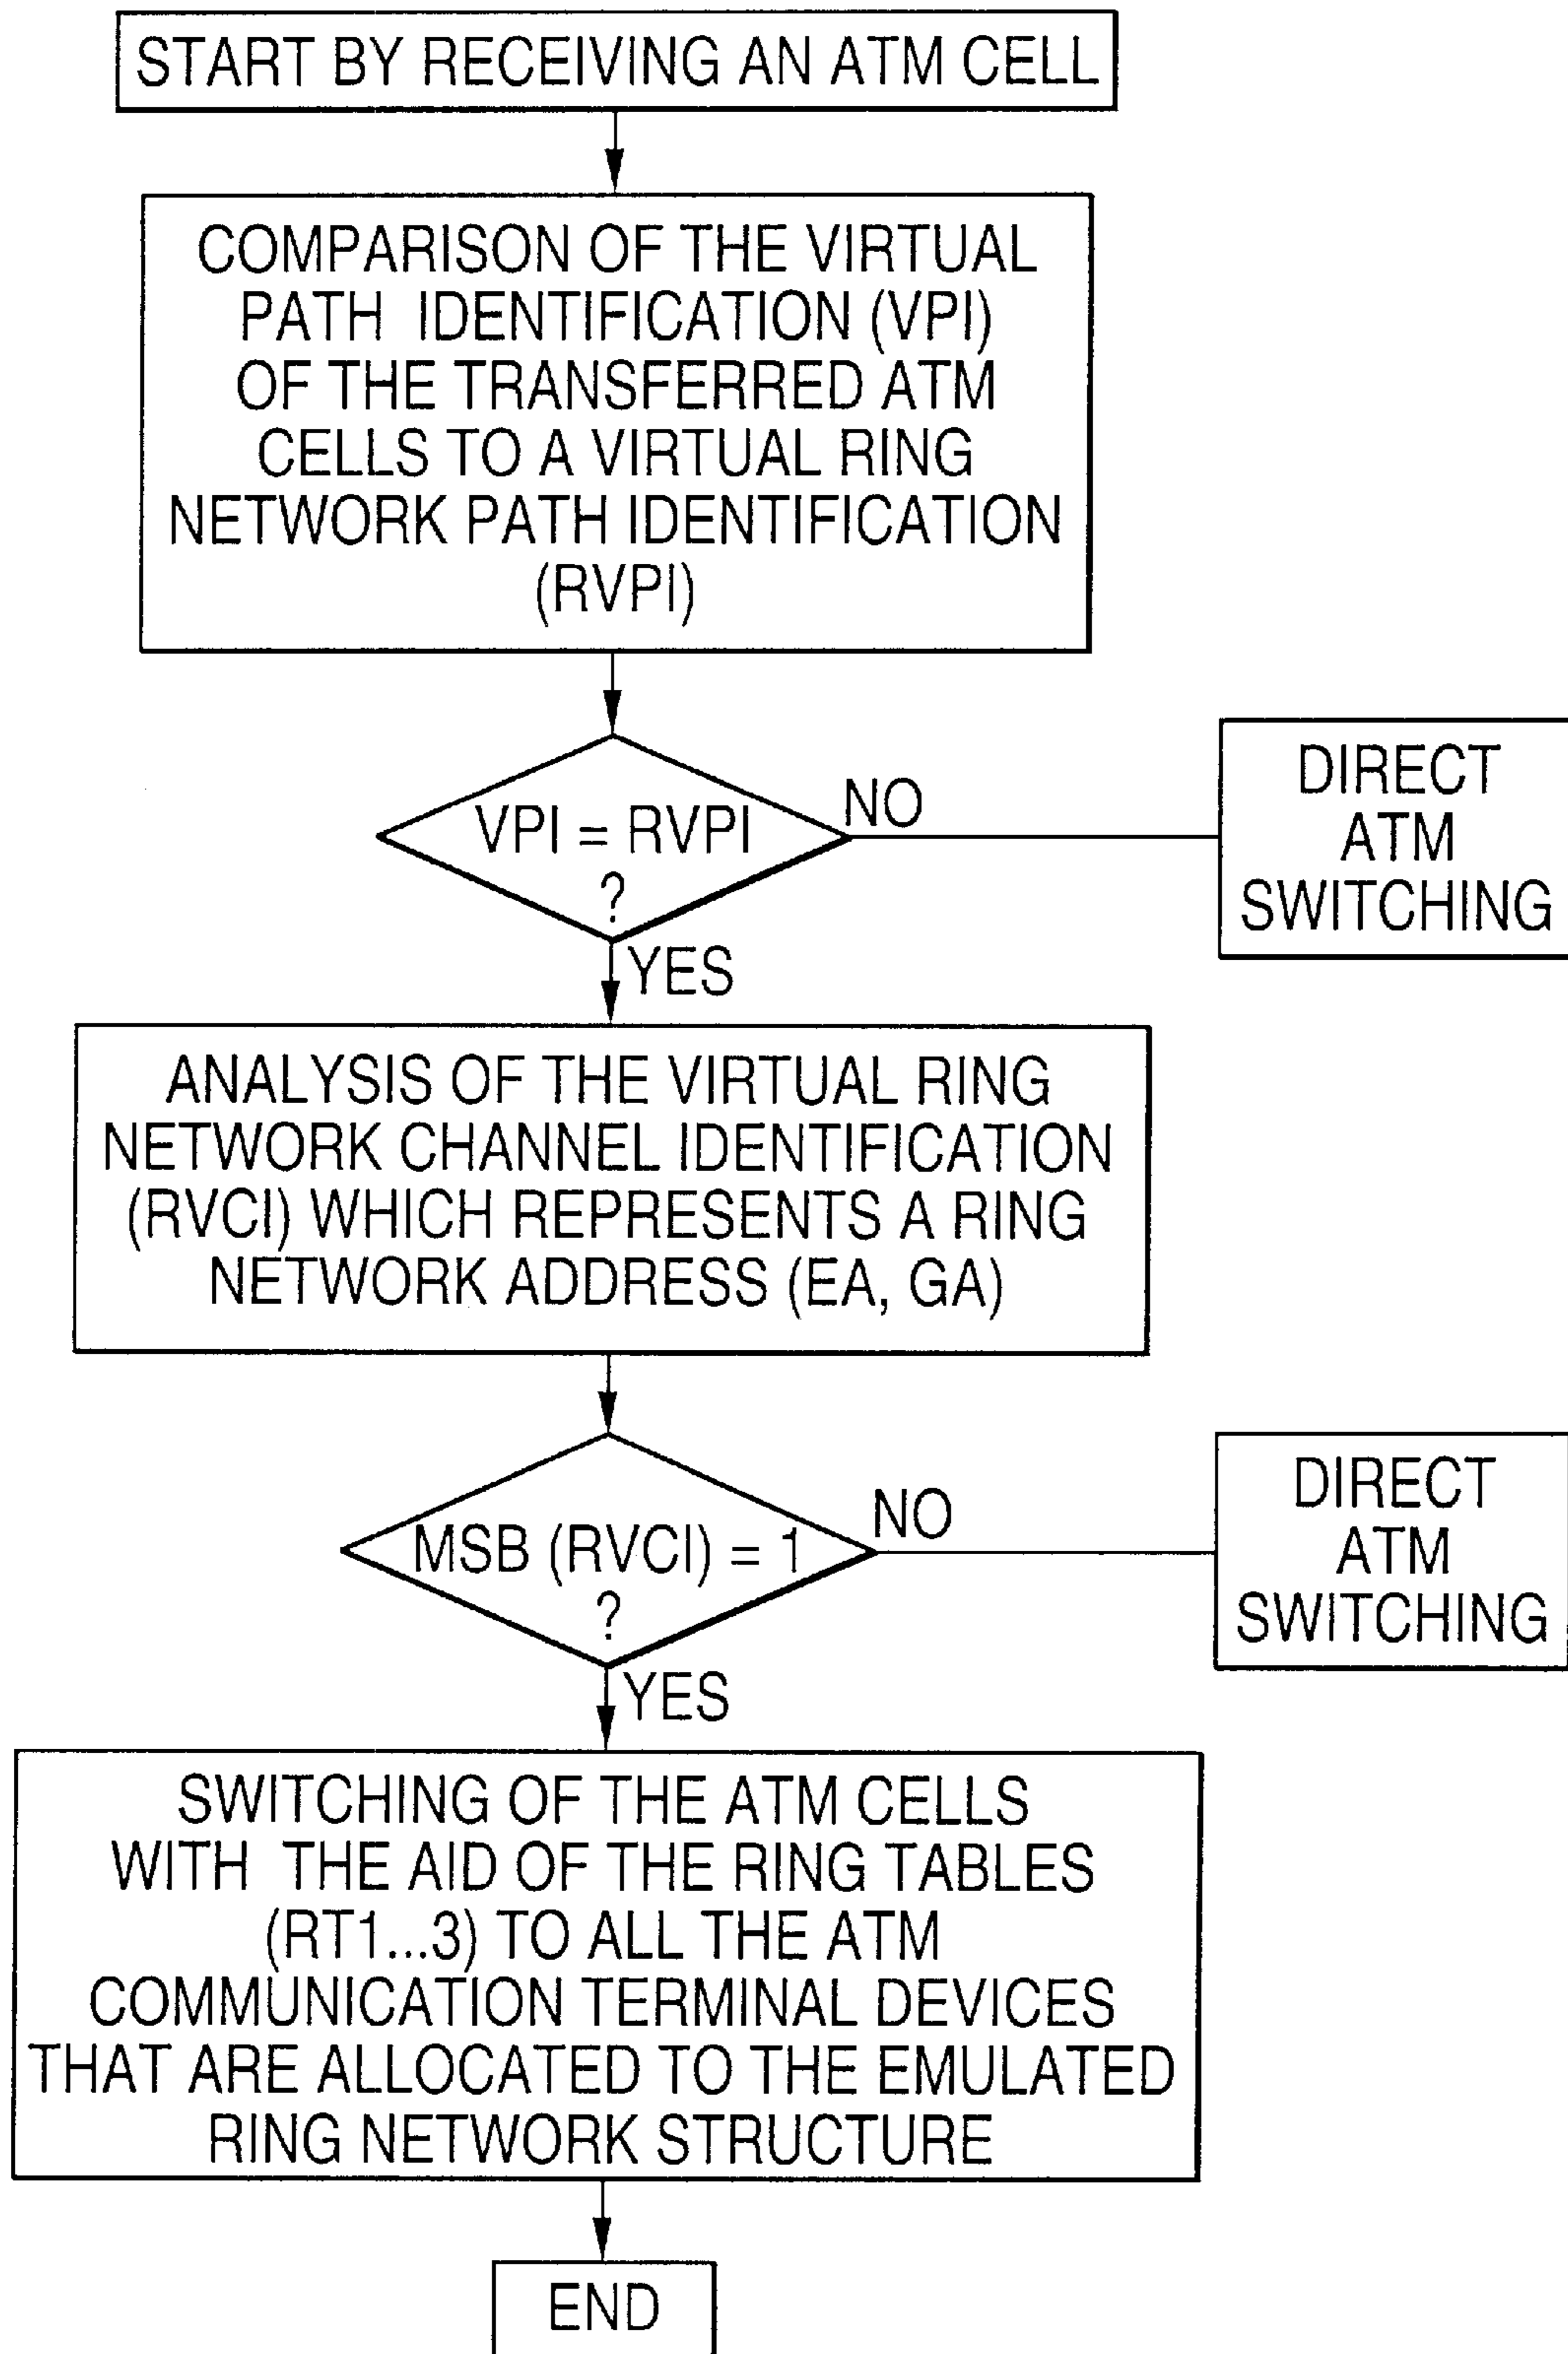 START BY RECEIVING AN ATM CELL
COMPARISON OF THE VIRTUAL
PATH IDENTIFICATION (VPI)
OF THE TRANSFERRED ATM
CELLS TO A VIRTUAL RING
NETWORK PATH IDENTIFICATION
(RVPI)
VPI = RVPI
?
NO
DIRECT
ATM
SWITCHING
YES
ANALYSIS OF THE VIRTUAL RING
NETWORK CHANNEL IDENTIFICATION
(RVCI) WHICH REPRESENTS A RING
NETWORK ADDRESS (EA, GA)
MSB (RVCI) = 1
?
NO
DIRECT
ATM
SWITCHING
YES
SWITCHING OF THE ATM CELLS
WITH THE AID OF THE RING TABLES
(RT1...3) TO ALL THE ATM
COMMUNICATION TERMINAL DEVICES
THAT ARE ALLOCATED TO THE EMULATED
RING NETWORK STRUCTURE
END